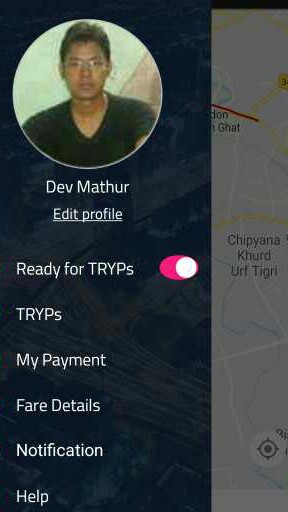 Dev Mathur
Edit profile
Ready for TRYPs
TRYPs
My Payment
Fare Details
Notification
Help
Ghat
Chipyana
Khurd
Urf Tigri